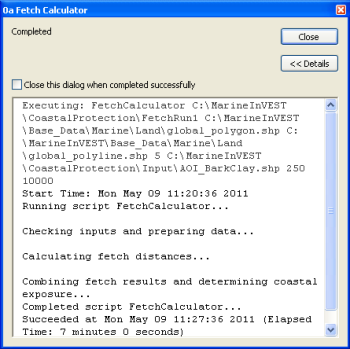 0a Fetch Calculator
Completed
Close
<< Details
Close this dialog when completed successfully
Executing: FetchCalculator C:\MarineInVEST
\CoastalProtection\FetchRun1 C:\MarineInVEST
\Base_Data\Marine\Land\global_polygon.shp C:
\MarineInVEST\Base_Data\Marine\Land
\global_polyline.shp 5 C:\MarineInVEST
\CoastalProtection\Input\AOI_BarkClay.shp 250
10000
Start Time: Mon May 09 11:20:36 2011
Running script FetchCalculator...
Checking inputs and preparing data...
Calculating fetch distances...
Combining fetch results and determining coastal
exposure...
Completed script FetchCalculator...
Succeeded at Mon May 09 11:27:36 2011 (Elapsed
Time: 7 minutes 0 seconds)